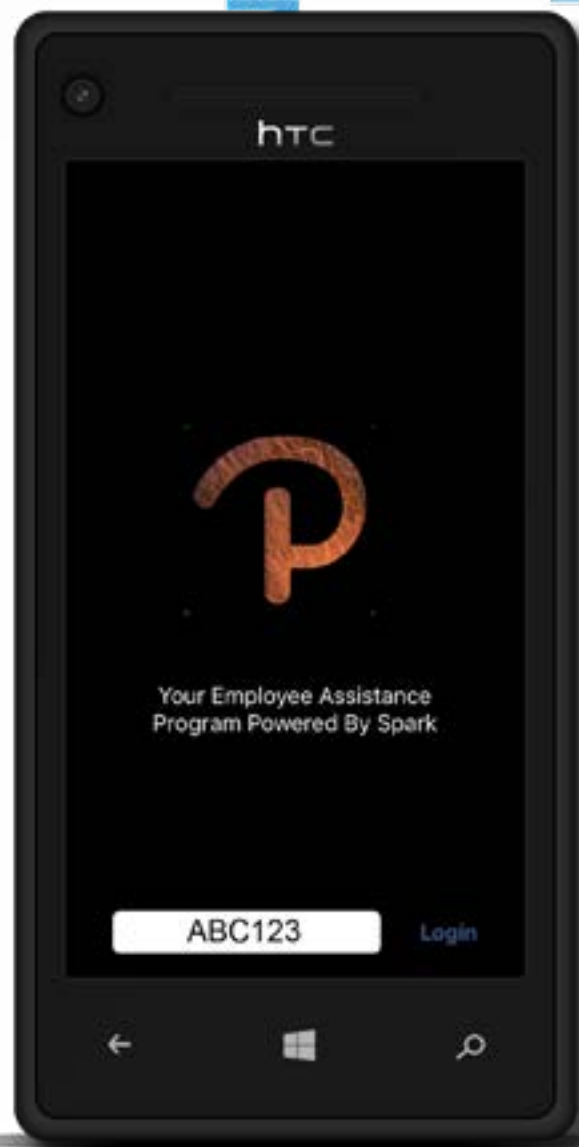 hTC
Your Employee Assistance
Program Powered By Spark
ABC123
Login